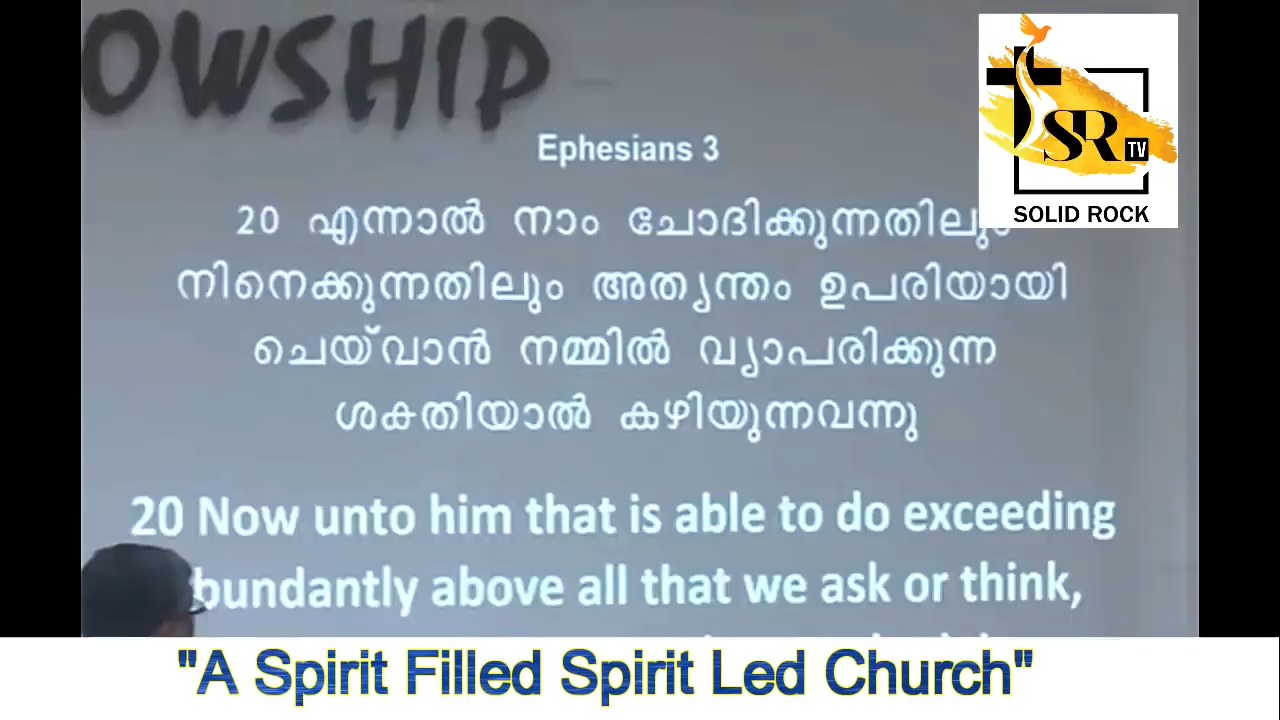 OWSHIP
SR TV
SOLID ROCK
Ephesians 3
20 എന്നാൽ നാം ചോദിക്കുന്നതിലും
നിനെക്കുന്നതിലും അത്യന്തം ഉപരിയായി
ചെയ്‌വാൻ നമ്മിൽ വ്യാപരിക്കുന്ന
ശക്തിയാൽ കഴിയുന്നവന്നു
20 Now unto him that is able to do exceeding
bundantly above all that we ask or think,
"A Spirit Filled Spirit Led Church"